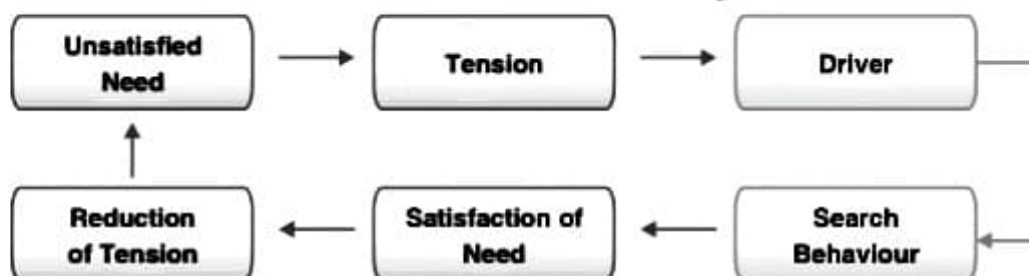 Unsatisfied
Need
Tension
Driver
Reduction
of Tension
Satisfaction of
Need
Search
Behaviour